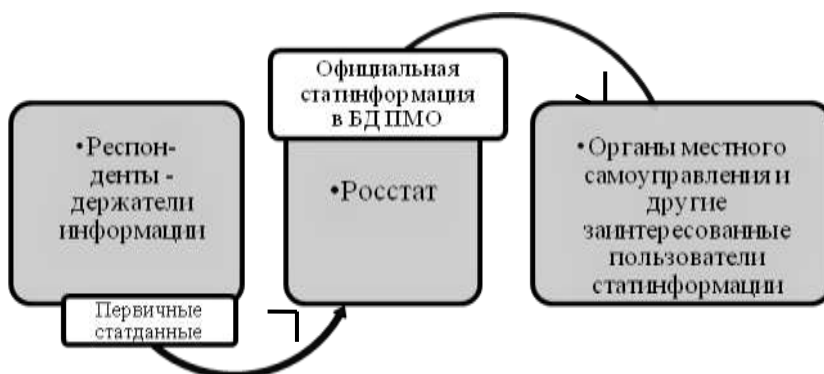 •Респон-
денты -
держатели
информации
Первичные
статданные
Официальная
статинформация
в БД ПМО
•Росстат
•Органы местного
самоуправления и
другие
заинтересованные
пользователи
статинформации